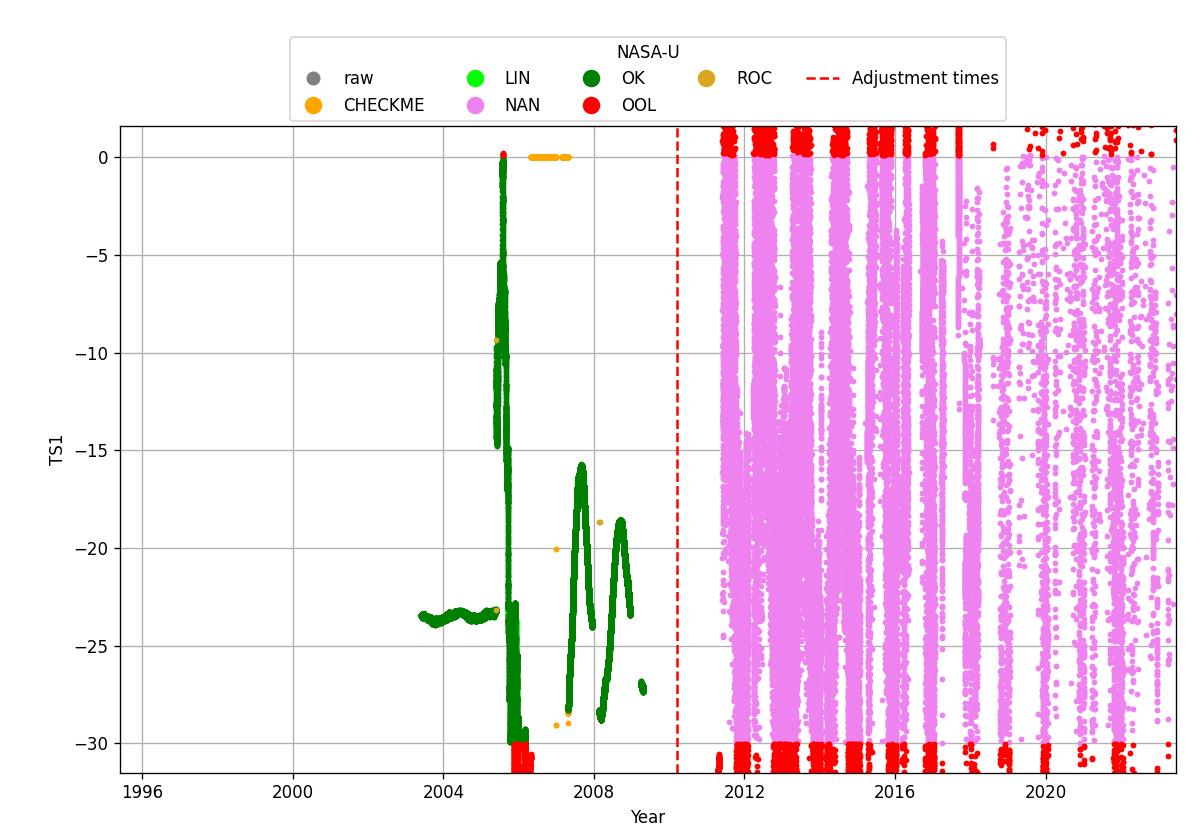 NASA-U
raw LIN OK ROC Adjustment times
CHECKME NAN OOL
0
−5
−10
−15
−20
−25
−30
TS1
1996 2000 2004 2008 2012 2016 2020
Year